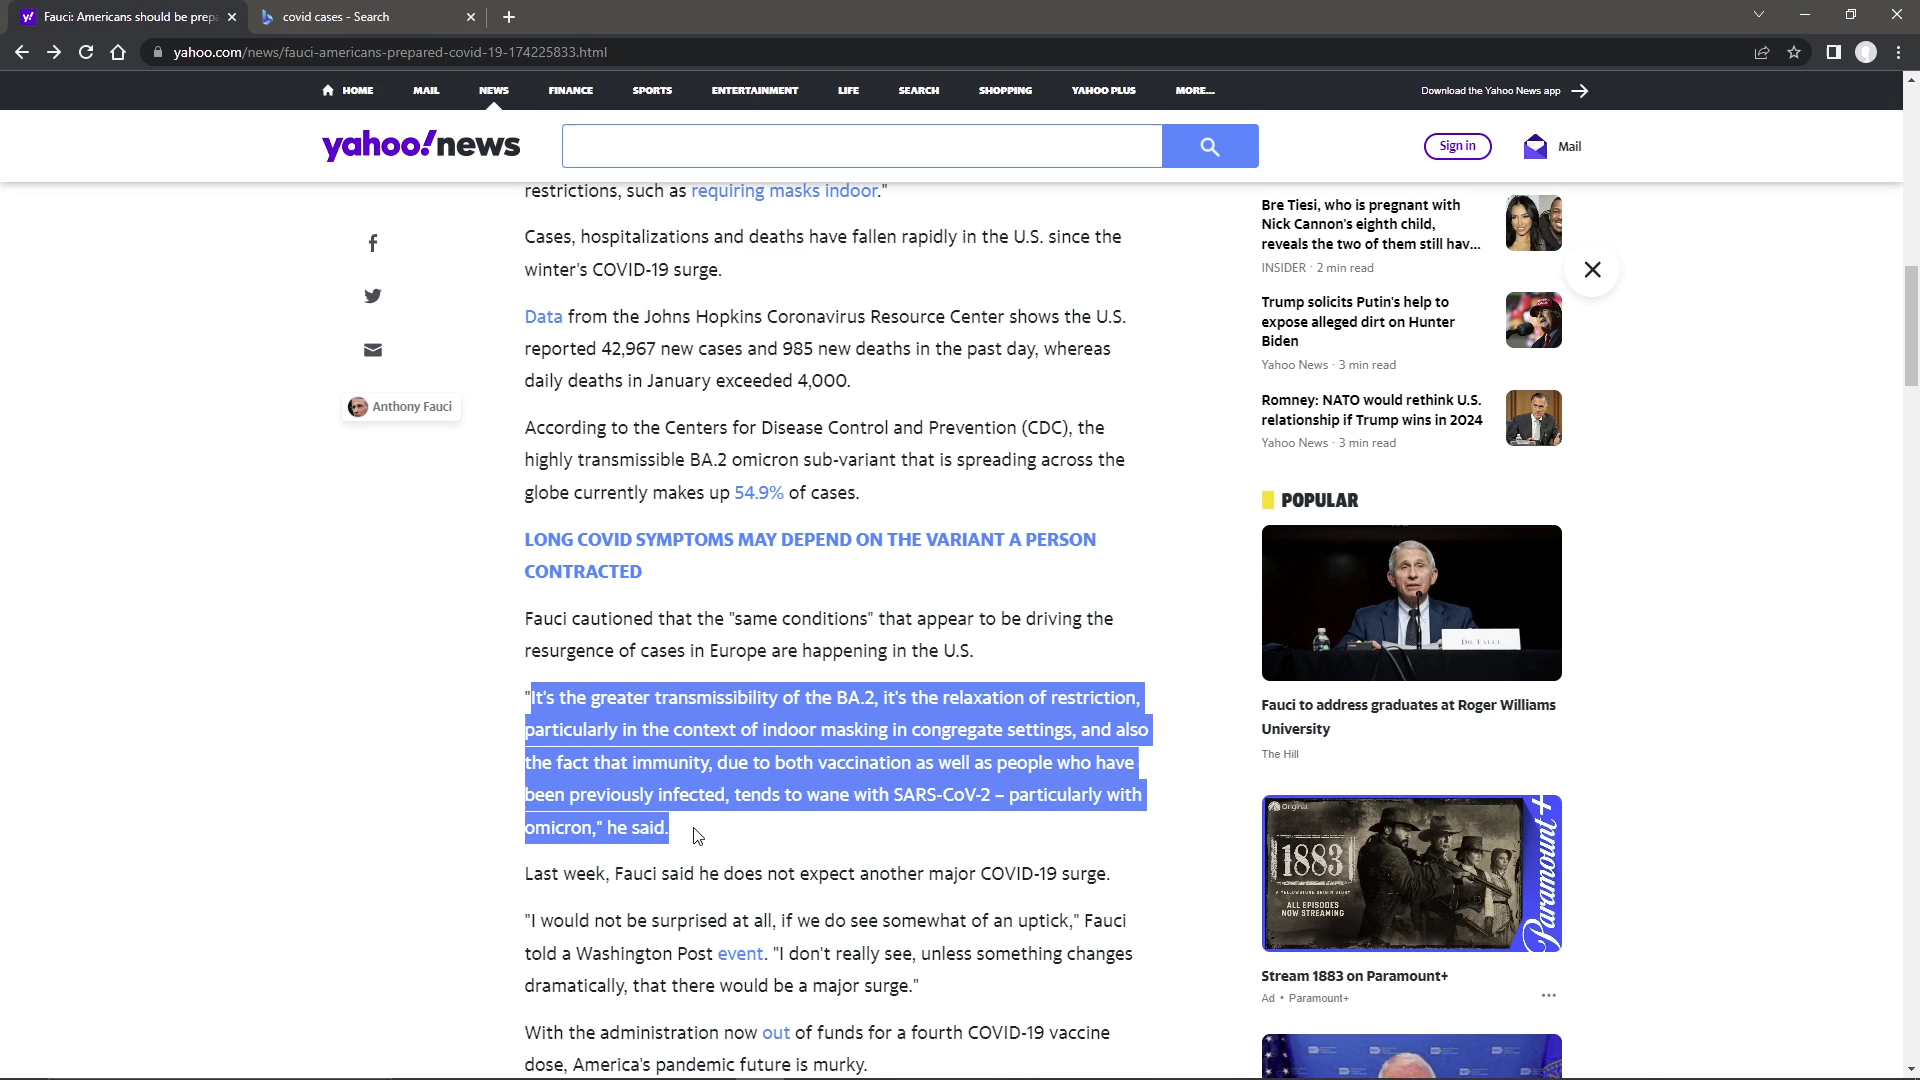 Fauci: Americans should be prep
covid cases - Search
yahoo.com/news/fauci-americans-prepared-covid-19-174225833.html
HOME MAIL NEWS FINANCE SPORTS ENTERTAINMENT LIFE SEARCH SHOPPING YAHOO PLUS MORE...
Download the Yahoo News app
yahoo!news
Sign in
Mail
Anthony Fauci
restrictions, such as requiring masks indoor."
Cases, hospitalizations and deaths have fallen rapidly in the U.S. since the
winter's COVID-19 surge.
Data from the Johns Hopkins Coronavirus Resource Center shows the U.S.
reported 42,967 new cases and 985 new deaths in the past day, whereas
daily deaths in January exceeded 4,000.
According to the Centers for Disease Control and Prevention (CDC), the
highly transmissible BA.2 omicron sub-variant that is spreading across the
globe currently makes up 54.9% of cases.
LONG COVID SYMPTOMS MAY DEPEND ON THE VARIANT A PERSON
CONTRACTED
Fauci cautioned that the "same conditions" that appear to be driving the
resurgence of cases in Europe are happening in the U.S.
"It's the greater transmissibility of the BA.2, it's the relaxation of restriction,
particularly in the context of indoor masking in congregate settings, and also
the fact that immunity, due to both vaccination as well as people who have
been previously infected, tends to wane with SARS-CoV-2 – particularly with
omicron," he said.
Last week, Fauci said he does not expect another major COVID-19 surge.
"I would not be surprised at all, if we do see somewhat of an uptick," Fauci
told a Washington Post event. "I don't really see, unless something changes
dramatically, that there would be a major surge."
With the administration now out of funds for a fourth COVID-19 vaccine
dose, America's pandemic future is murky.
Bre Tiesi, who is pregnant with
Nick Cannon's eighth child,
reveals the two of them still hav...
INSIDER · 2 min read
Trump solicits Putin's help to
expose alleged dirt on Hunter
Biden
Yahoo News · 3 min read
Romney: NATO would rethink U.S.
relationship if Trump wins in 2024
Yahoo News · 3 min read
POPULAR
DR. FAUCI
Fauci to address graduates at Roger Williams
University
The Hill
Original
1883
A YELLOWSTONE ORIGIN STORY
ALL EPISODES
NOW STREAMING
Paramount+
Stream 1883 on Paramount+
Ad • Paramount+